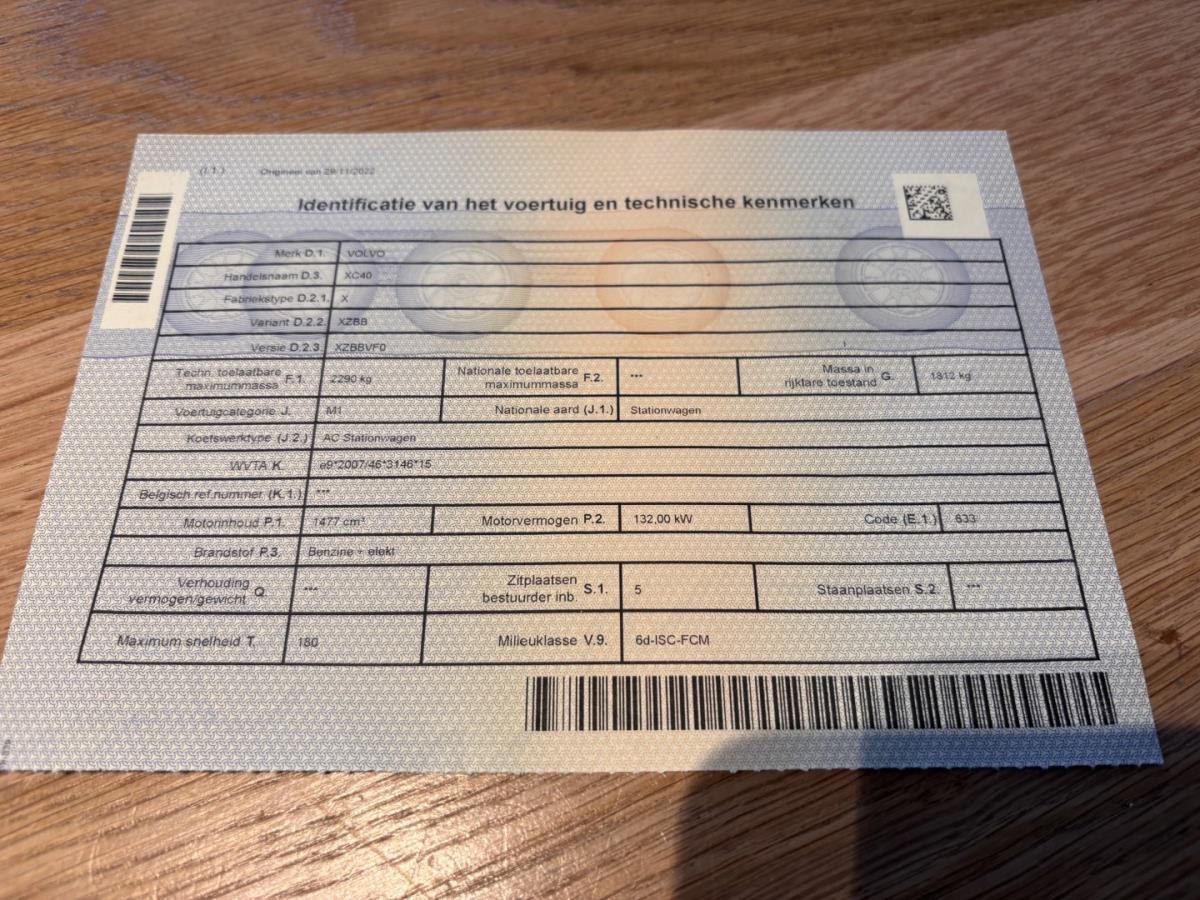 (I.1.) Origineel van 29/11/2022
Identificatie van het voertuig en technische kenmerken
Merk D.1. VOLVO
Handelsnaam D.3. XC40
Fabriekstype D.2.1. X
Variant D.2.2. XZBB
Versie D.2.3. XZBBVF0
Techn. toelaatbare maximummassa F.1. 2290 kg Nationale toelaatbare maximummassa F.2. *** Massa in rijklare toestand G. 1812 kg
Voertuigcategorie J. M1 Nationale aard (J.1.) Stationwagen
Koetswerktype (J.2.) AC Stationwagen
WVTA K. e9*2007/46*3146*15
Belgisch ref.nummer (K.1.) ***
Motorinhoud P.1. 1477 cm³ Motorvermogen P.2. 132,00 kW Code (E.1.) 633
Brandstof P.3. Benzine + elekt
Verhouding vermogen/gewicht Q. *** Zitplaatsen bestuurder inb. S.1. 5 Staanplaatsen S.2. ***
Maximum snelheid T. 180 Milieuklasse V.9. 6d-ISC-FCM